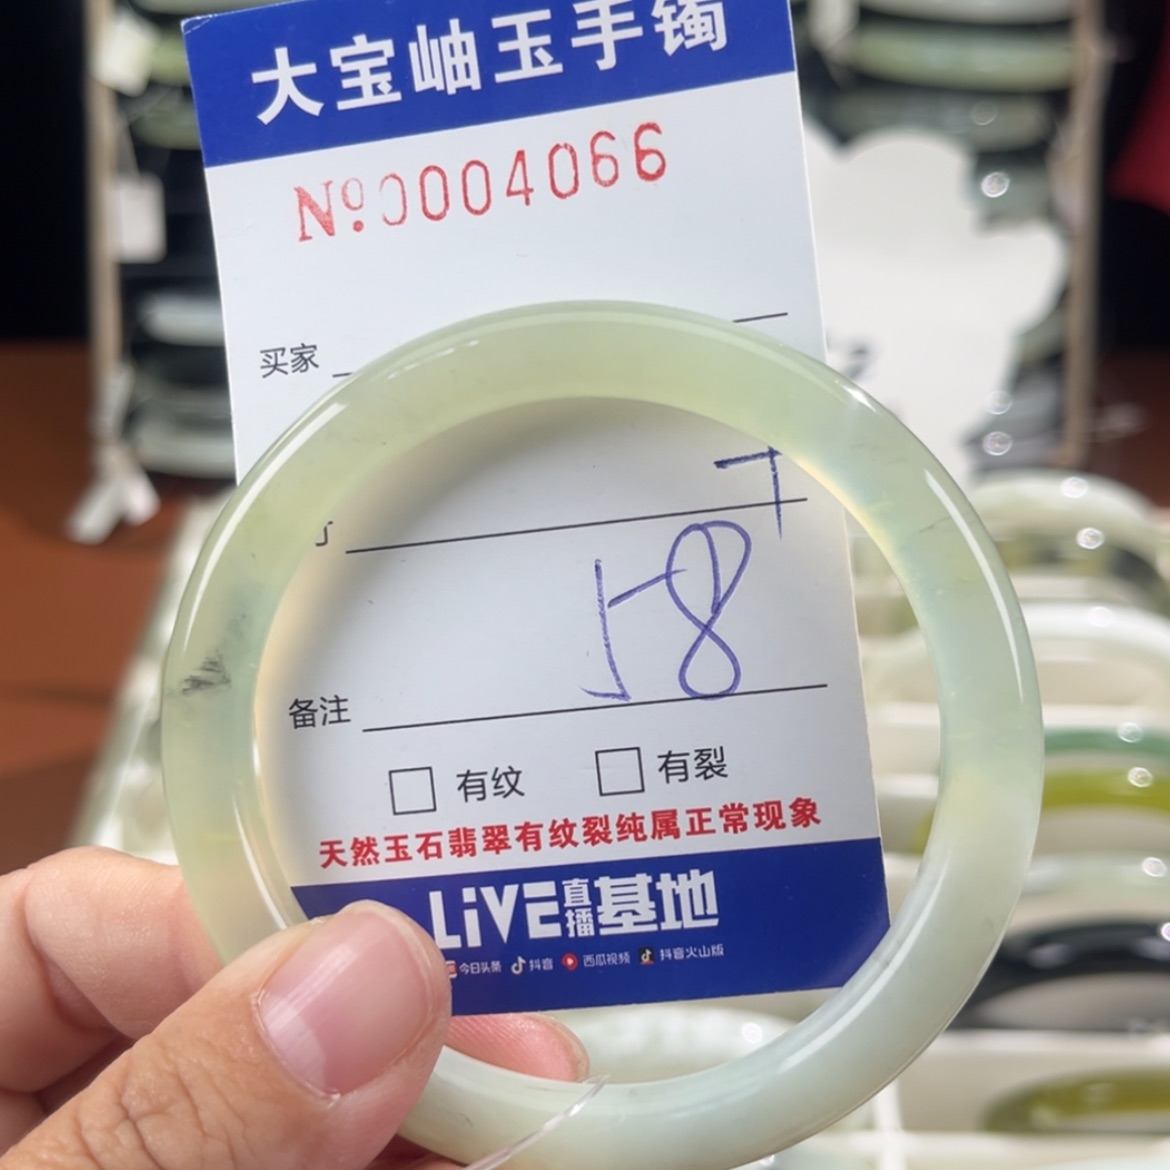 大宝岫玉手镯
№0004066
买家
58
备注
有纹 有裂
天然玉石翡翠有纹裂纯属正常现象
LiVE直播基地
今日头条 抖音 西瓜视频 抖音火山版